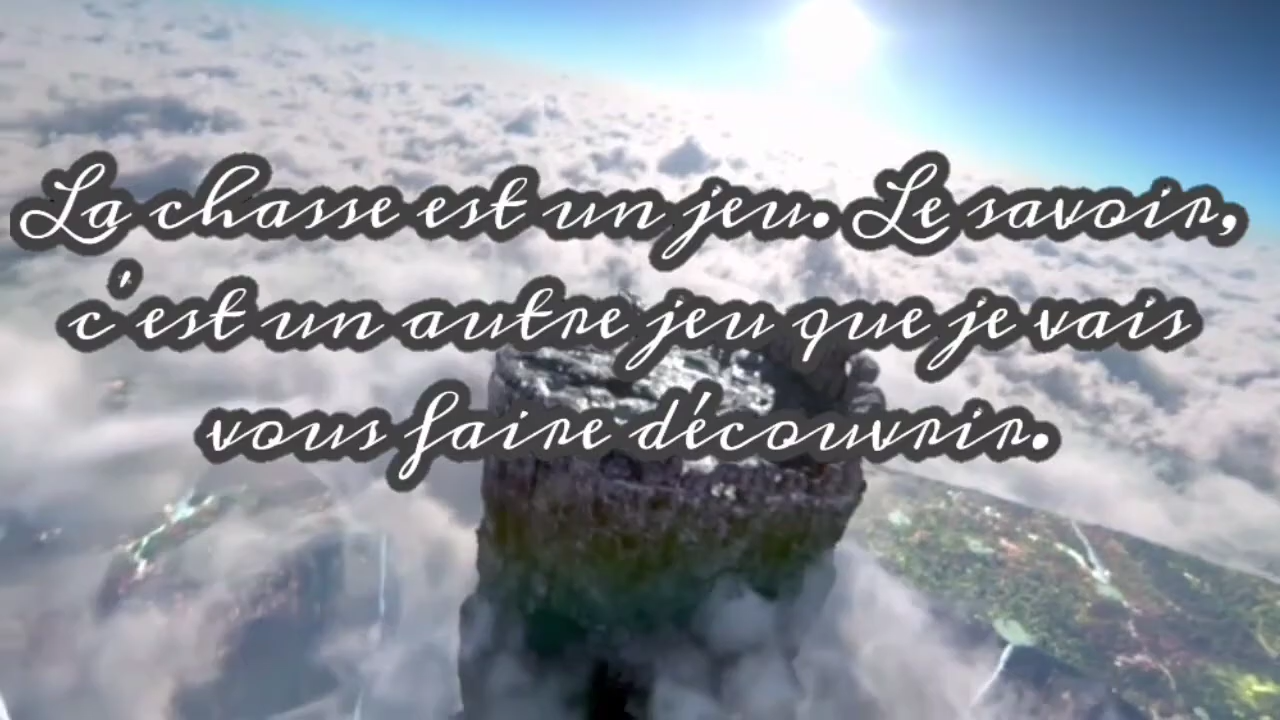 La chasse est un jeu. Le savoir,
c'est un autre jeu que je vais
vous faire découvrir.